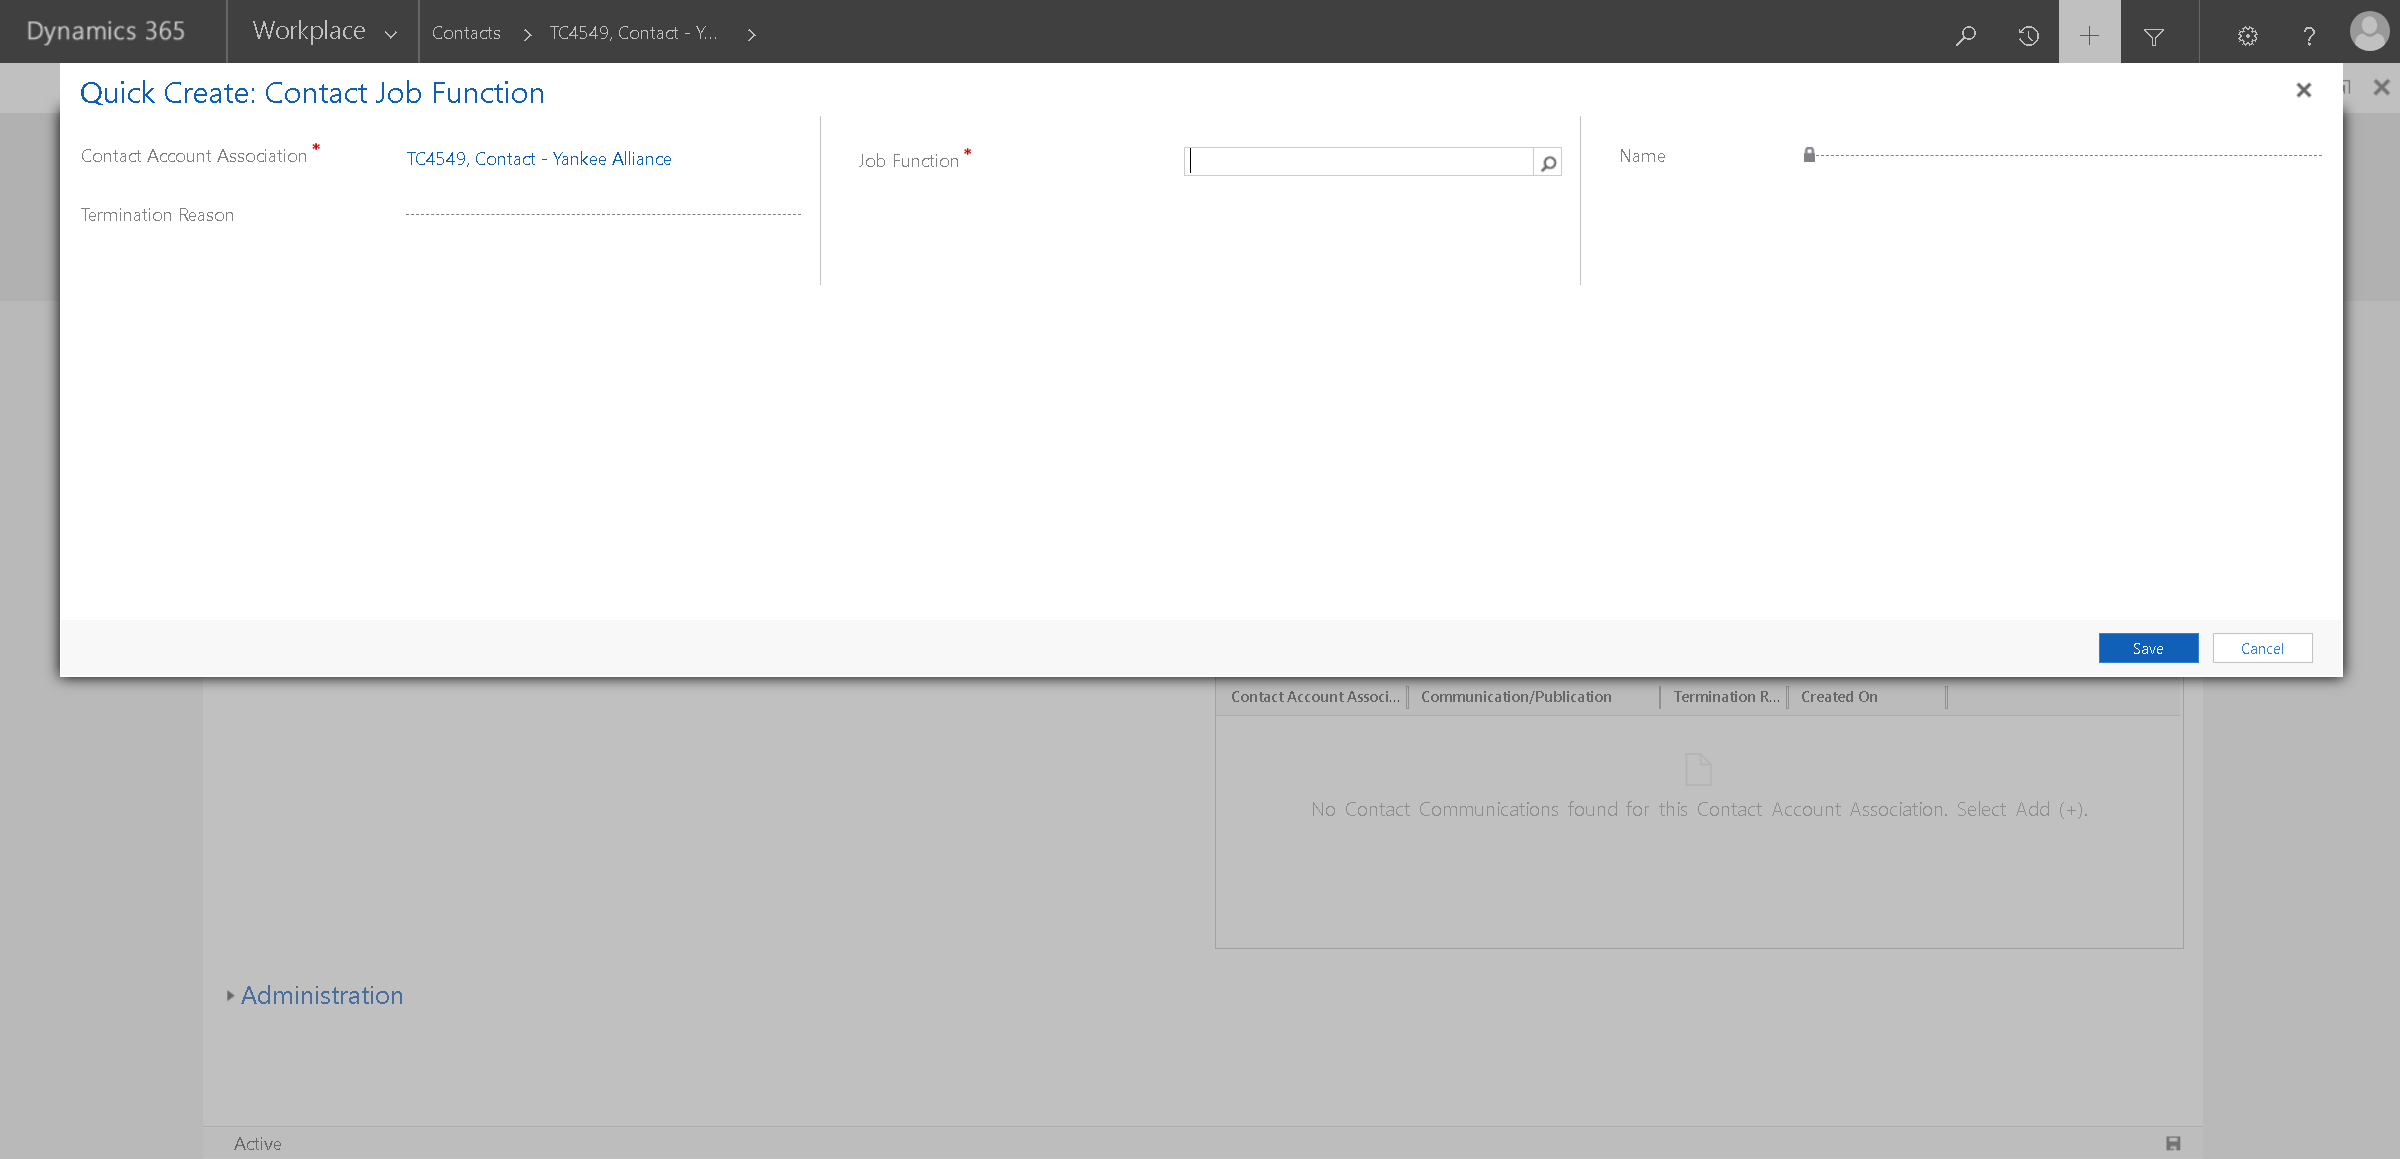 Dynamics 365
Workplace
Contacts
TC4549, Contact - Y...
Quick Create: Contact Job Function
Contact Account Association *
TC4549, Contact - Yankee Alliance
Job Function *
Name
Termination Reason
Save
Cancel
Contact Account Associ...
Communication/Publication
Termination R...
Created On
No Contact Communications found for this Contact Account Association. Select Add (+).
Administration
Active